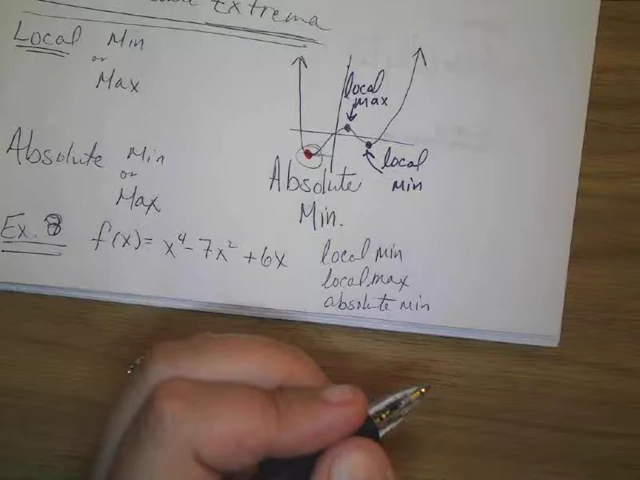 Extrema
Local Min
or
Max
local
max
local
min
Absolute
Min.
Absolute Min
or
Max
Ex. 8 f(x) = x⁴ - 7x² + 6x
local min
local max
absolute min